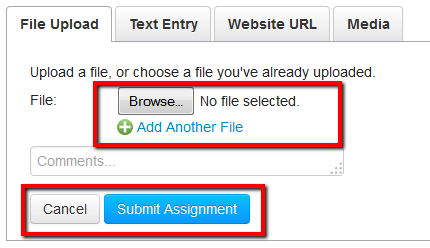 File Upload Text Entry Website URL Media
Upload a file, or choose a file you've already uploaded.
File: Browse... No file selected.
Add Another File
Comments...
Cancel Submit Assignment